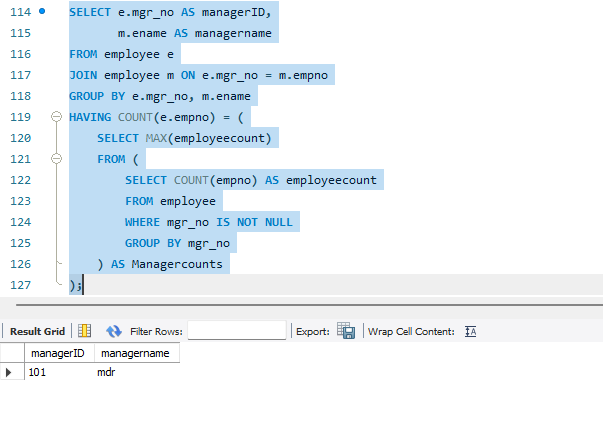 114 SELECT e.mgr_no AS managerID,
115 m.ename AS managername
116 FROM employee e
117 JOIN employee m ON e.mgr_no = m.empno
118 GROUP BY e.mgr_no, m.ename
119 HAVING COUNT(e.empno) = (
120 SELECT MAX(employeecount)
121 FROM (
122 SELECT COUNT(empno) AS employeecount
123 FROM employee
124 WHERE mgr_no IS NOT NULL
125 GROUP BY mgr_no
126 ) AS Managercounts
127 );
Result Grid Filter Rows: Export: Wrap Cell Content:
managerID managername
101 mdr